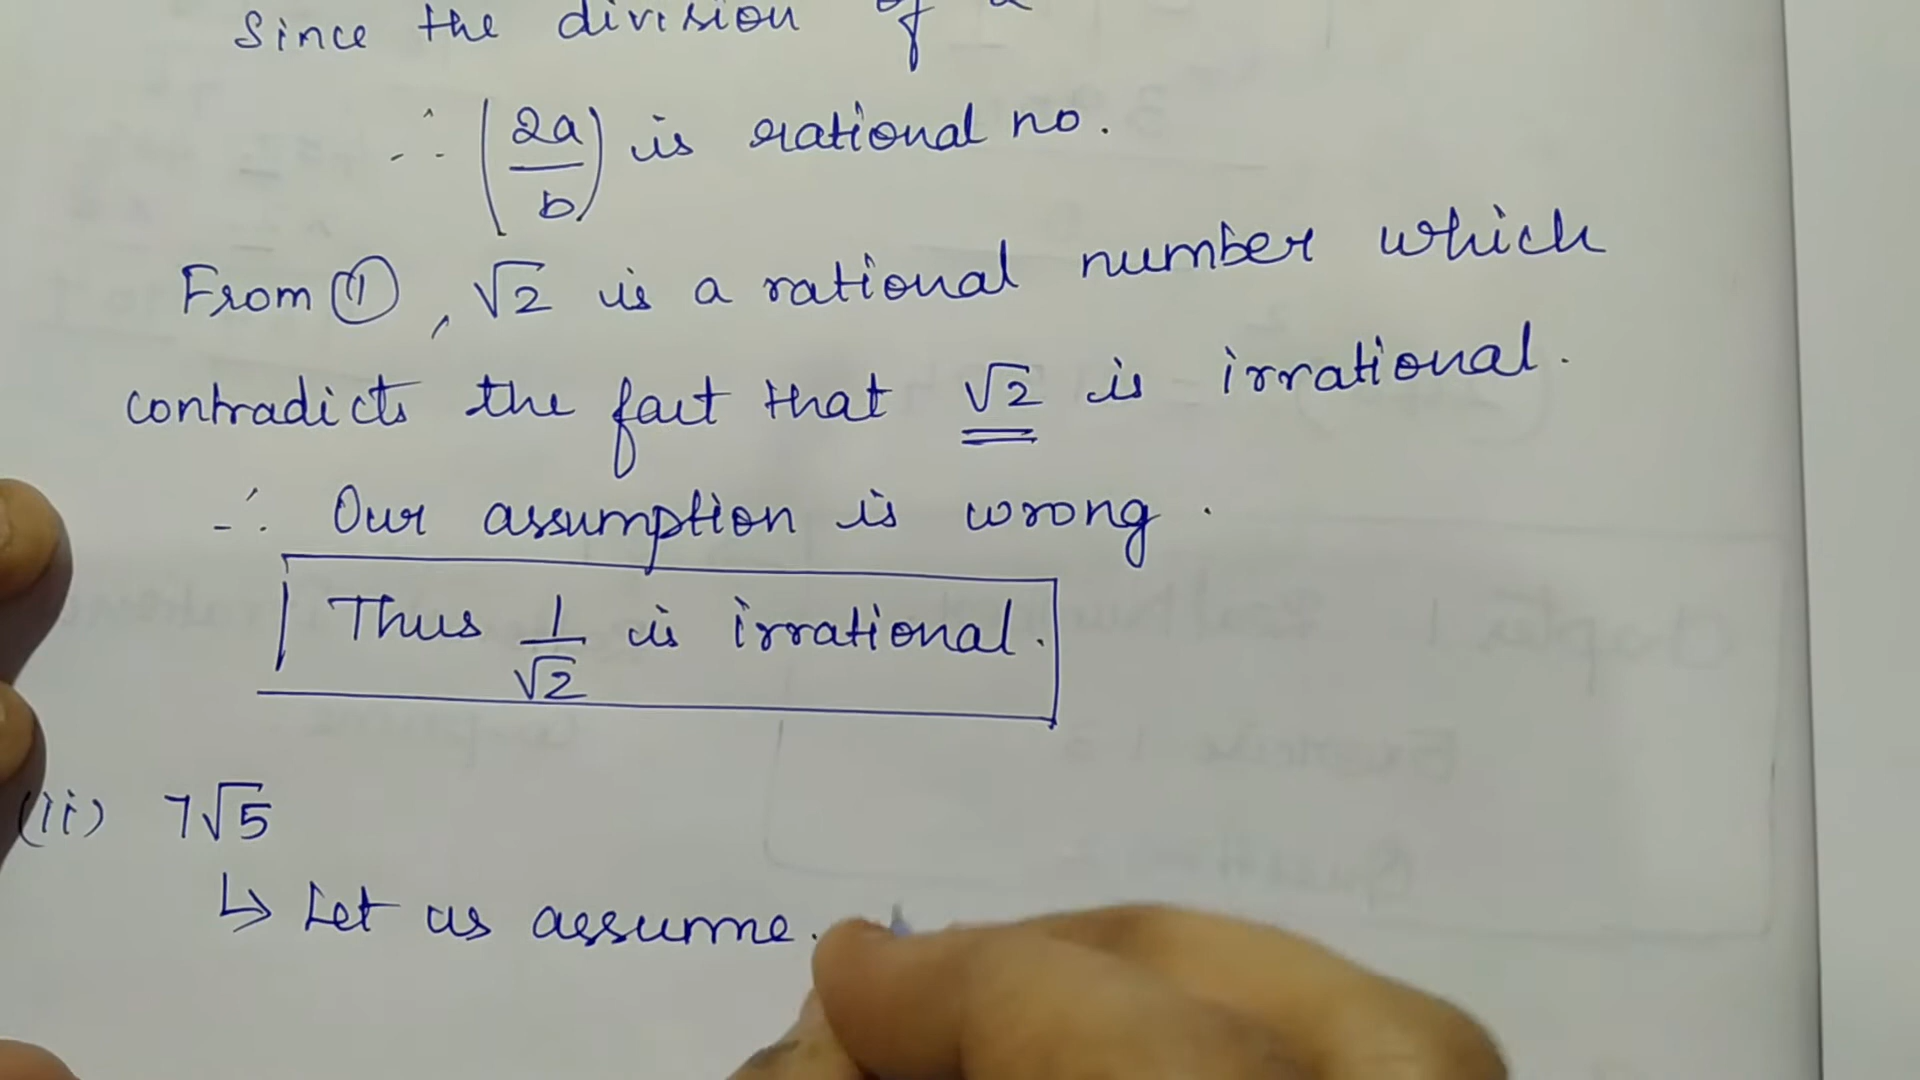 Since the division of a
∴ (2a/b) is rational no.
From ①, √2 is a rational number which
contradicts the fact that √2 is irrational.
∴ Our assumption is wrong.
Thus 1/√2 is irrational.
(ii) 7√5
↳ Let us assume